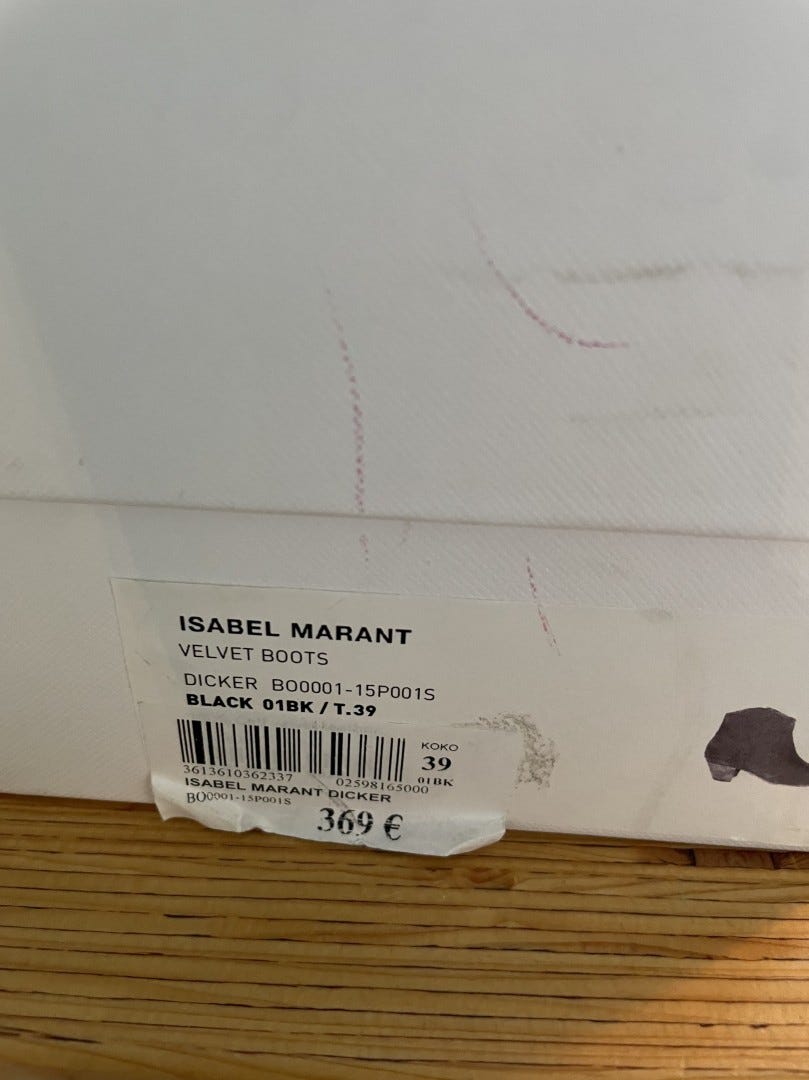 ISABEL MARANT
VELVET BOOTS
DICKER BO0001-15P001S
BLACK 01BK / T.39
KOKO
39
3613610362337 02598165000 01BK
ISABEL MARANT DICKER
BO0001-15P001S
369 €